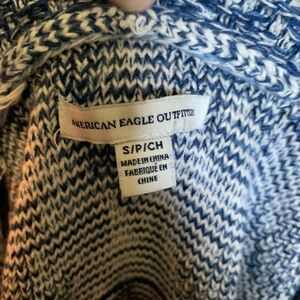 AMERICAN EAGLE OUTFITTERS
S/P/CH
MADE IN CHINA
FABRIQUÉ EN
CHINE